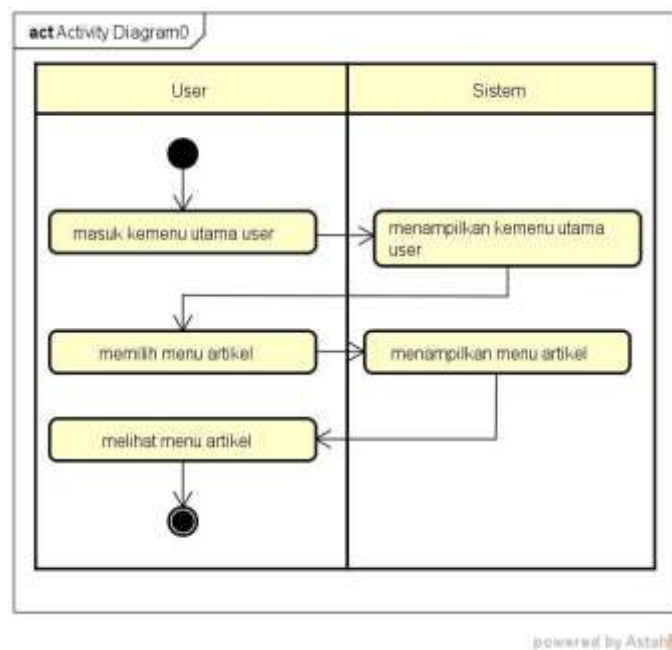 act Activity Diagram0
User
Sistem
masuk kemenu utama user
menampilkan kemenu utama
user
memilih menu artikel
menampilkan menu artikel
melihat menu artikel
powered by Astah